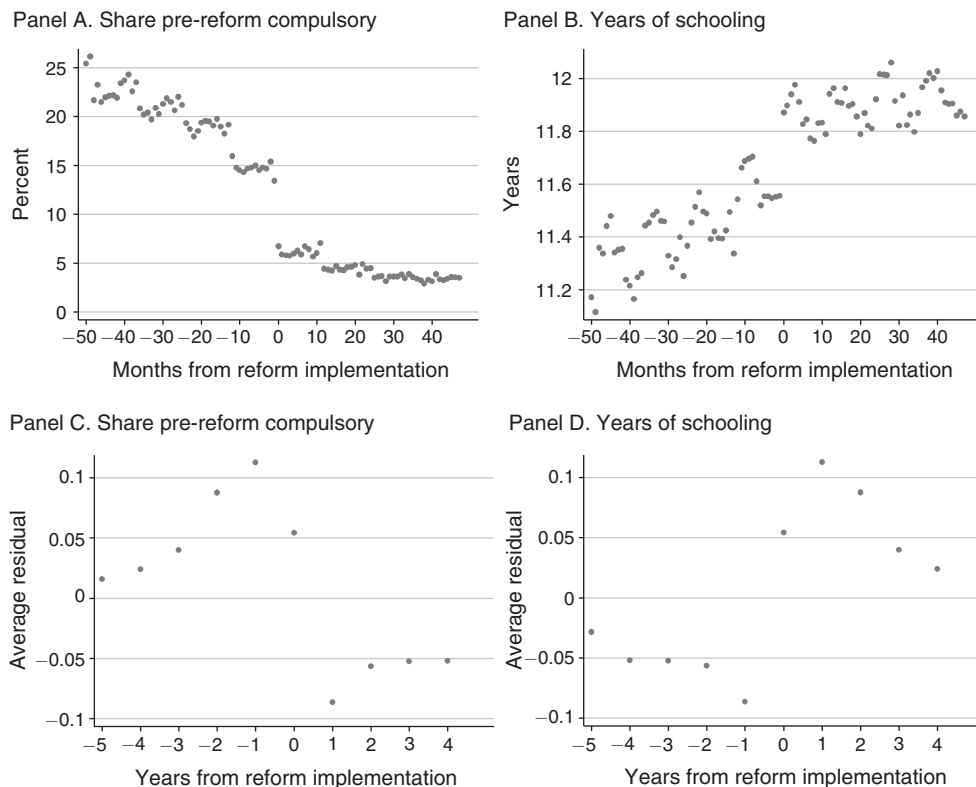 Panel A. Share pre-reform compulsory
Percent
25
20
15
10
5
0
−50 −40 −30 −20 −10 0 10 20 30 40
Months from reform implementation
Panel B. Years of schooling
Years
12
11.8
11.6
11.4
11.2
−50 −40 −30 −20 −10 0 10 20 30 40
Months from reform implementation
Panel C. Share pre-reform compulsory
Average residual
0.1
0.05
0
−0.05
−0.1
−5 −4 −3 −2 −1 0 1 2 3 4
Years from reform implementation
Panel D. Years of schooling
Average residual
0.1
0.05
0
−0.05
−0.1
−5 −4 −3 −2 −1 0 1 2 3 4
Years from reform implementation